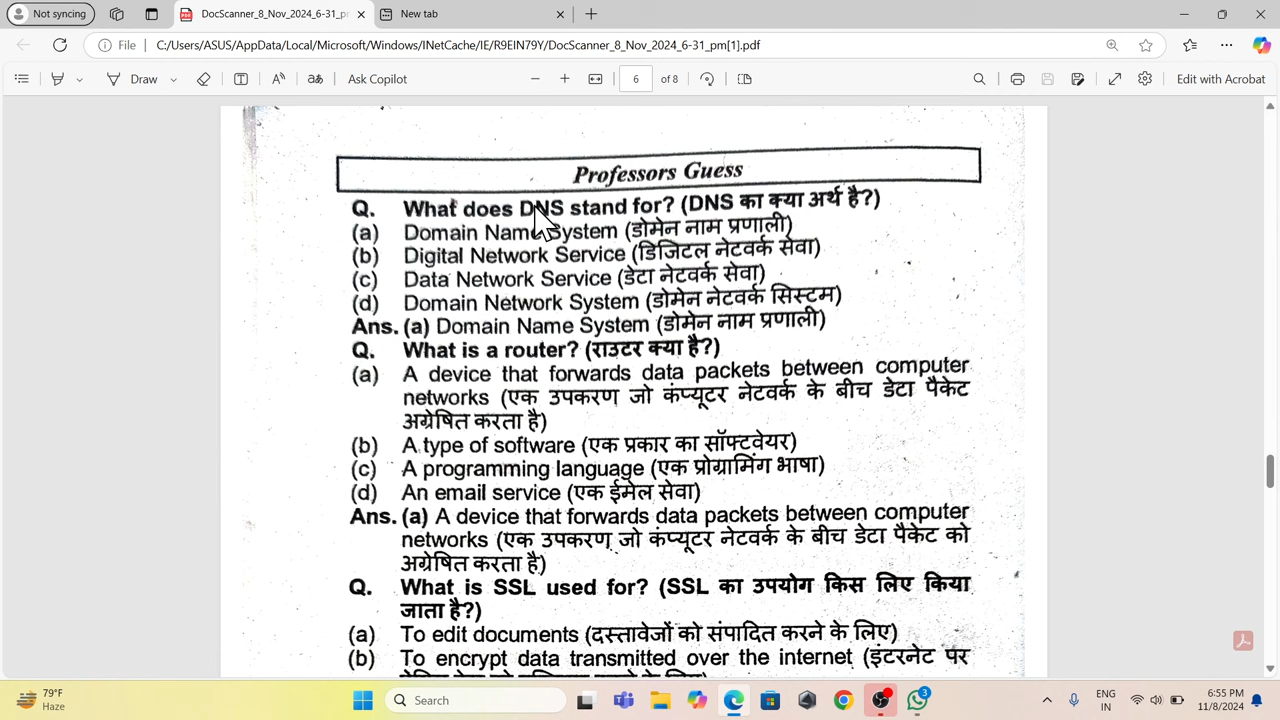 Not syncing
DocScanner_8_Nov_2024_6-31_pr
New tab
File
C:/Users/ASUS/AppData/Local/Microsoft/Windows/INetCache/IE/R9EIN79Y/DocScanner_8_Nov_2024_6-31_pm[1].pdf
Draw
Ask Copilot
6
of 8
Edit with Acrobat
Professors Guess
Q. What does DNS stand for? (DNS का क्या अर्थ है?)
(a) Domain Name System (डोमेन नाम प्रणाली)
(b) Digital Network Service (डिजिटल नेटवर्क सेवा)
(c) Data Network Service (डेटा नेटवर्क सेवा)
(d) Domain Network System (डोमेन नेटवर्क सिस्टम)
Ans. (a) Domain Name System (डोमेन नाम प्रणाली)
Q. What is a router? (राउटर क्या है?)
(a) A device that forwards data packets between computer
networks (एक उपकरण जो कंप्यूटर नेटवर्क के बीच डेटा पैकेट
अग्रेषित करता है)
(b) A type of software (एक प्रकार का सॉफ्टवेयर)
(c) A programming language (एक प्रोग्रामिंग भाषा)
(d) An email service (एक ईमेल सेवा)
Ans. (a) A device that forwards data packets between computer
networks (एक उपकरण जो कंप्यूटर नेटवर्क के बीच डेटा पैकेट को
अग्रेषित करता है)
Q. What is SSL used for? (SSL का उपयोग किस लिए किया
जाता है?)
(a) To edit documents (दस्तावेजों को संपादित करने के लिए)
(b) To encrypt data transmitted over the internet (इंटरनेट पर
79°F
Haze
Search
3
ENG
IN
6:55 PM
11/8/2024